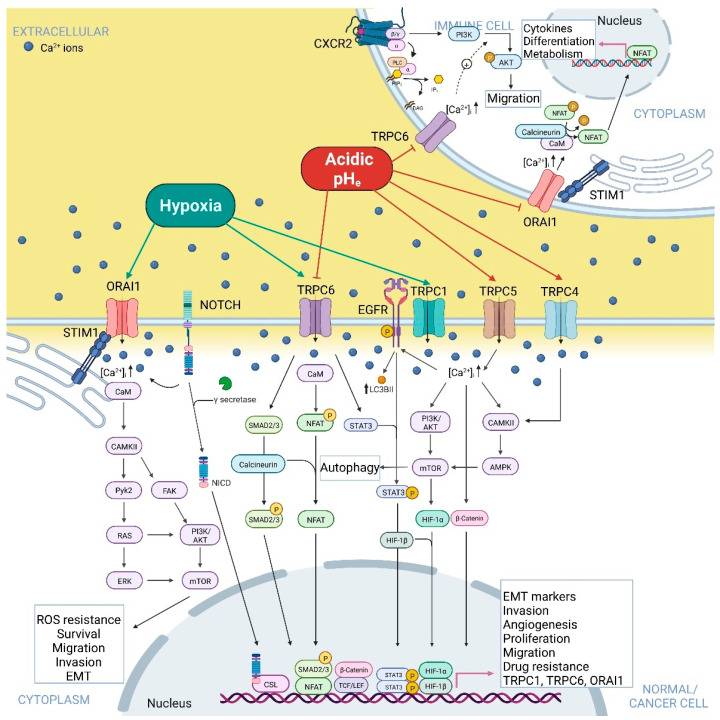 EXTRACELLULAR
Ca²⁺ ions
IMMUNE CELL
CXCR2
β/γ
α
PLC
α
PIP₂
IP₃
DAG
PI3K
P
AKT
Migration
+
[Ca²⁺]ᵢ
TRPC6
Cytokines
Differentiation
Metabolism
Nucleus
NFAT
CYTOPLASM
P
NFAT
P
Calcineurin
CaM
NFAT
[Ca²⁺]ᵢ
STIM1
ORAI1
Acidic
pHₑ
Hypoxia
ORAI1
NOTCH
TRPC6
EGFR
TRPC1
TRPC5
TRPC4
STIM1
P
[Ca²⁺]ᵢ
LC3BII
[Ca²⁺]ᵢ
CaM
γ secretase
CaM
SMAD2/3
P
NFAT
STAT3
PI3K/
AKT
CAMKII
CAMKII
Calcineurin
Autophagy
mTOR
AMPK
Pyk2
FAK
NICD
STAT3
P
P
SMAD2/3
NFAT
HIF-1α
β-Catenin
RAS
PI3K/
AKT
HIF-1β
ERK
mTOR
ROS resistance
Survival
Migration
Invasion
EMT
EMT markers
Invasion
Angiogenesis
Proliferation
Migration
Drug resistance
TRPC1, TRPC6, ORAI1
P
SMAD2/3
NFAT
β-Catenin
TCF/LEF
STAT3
P
STAT3
P
HIF-1α
HIF-1β
CSL
CYTOPLASM
Nucleus
NORMAL/
CANCER CELL